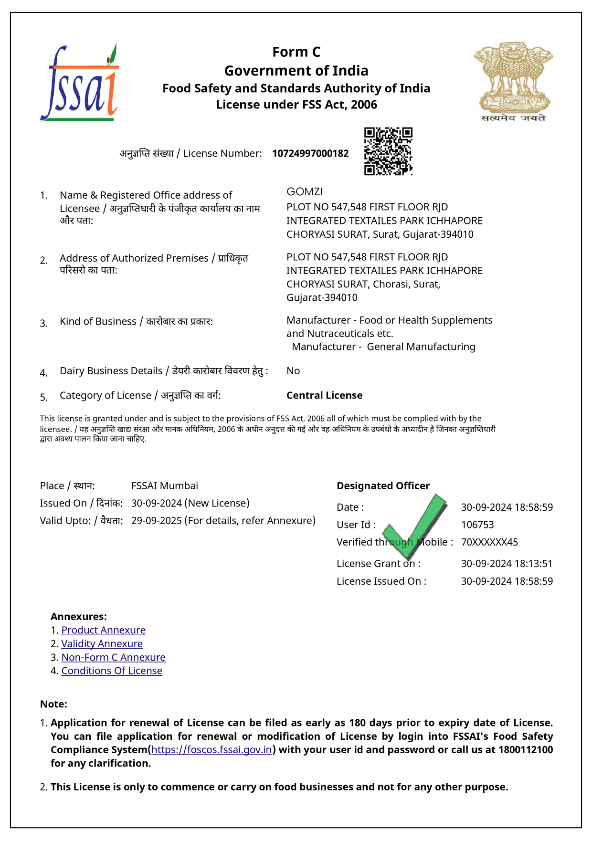 fssai
Form C
Government of India
Food Safety and Standards Authority of India
License under FSS Act, 2006
सत्यमेव जयते
अनुज्ञप्ति संख्या / License Number: 10724997000182
1. Name & Registered Office address of
Licensee / अनुज्ञप्तिधारी के पंजीकृत कार्यालय का नाम
और पता:
GOMZI
PLOT NO 547,548 FIRST FLOOR RJD
INTEGRATED TEXTAILES PARK ICHHAPORE
CHORYASI SURAT, Surat, Gujarat-394010
2. Address of Authorized Premises / प्राधिकृत
परिसरो का पता:
PLOT NO 547,548 FIRST FLOOR RJD
INTEGRATED TEXTAILES PARK ICHHAPORE
CHORYASI SURAT, Chorasi, Surat,
Gujarat-394010
3. Kind of Business / कारोबार का प्रकार:
Manufacturer - Food or Health Supplements
and Nutraceuticals etc.
Manufacturer - General Manufacturing
4. Dairy Business Details / डेयरी कारोबार विवरण हेतु : No
5. Category of License / अनुज्ञप्ति का वर्ग: Central License
This license is granted under and is subject to the provisions of FSS Act, 2006 all of which must be complied with by the
licensee. / यह अनुज्ञप्ति खाद्य संरक्षा और मानक अधिनियम, 2006 के अधीन अनुदत्त की गई और यह अधिनियम के उपबंधों के अध्यादीन है जिनका अनुज्ञप्तिधारी
द्वारा अवश्य पालन किया जाना चाहिए.
Place / स्थान: FSSAI Mumbai
Issued On / दिनांक: 30-09-2024 (New License)
Valid Upto: / वैधता: 29-09-2025 (For details, refer Annexure)
Designated Officer
Date : 30-09-2024 18:58:59
User Id : 106753
Verified through Mobile : 70XXXXXX45
License Grant on : 30-09-2024 18:13:51
License Issued On : 30-09-2024 18:58:59
Annexures:
1. Product Annexure
2. Validity Annexure
3. Non-Form C Annexure
4. Conditions Of License
Note:
1. Application for renewal of License can be filed as early as 180 days prior to expiry date of License.
You can file application for renewal or modification of License by login into FSSAI's Food Safety
Compliance System(https://foscos.fssai.gov.in) with your user id and password or call us at 1800112100
for any clarification.
2. This License is only to commence or carry on food businesses and not for any other purpose.